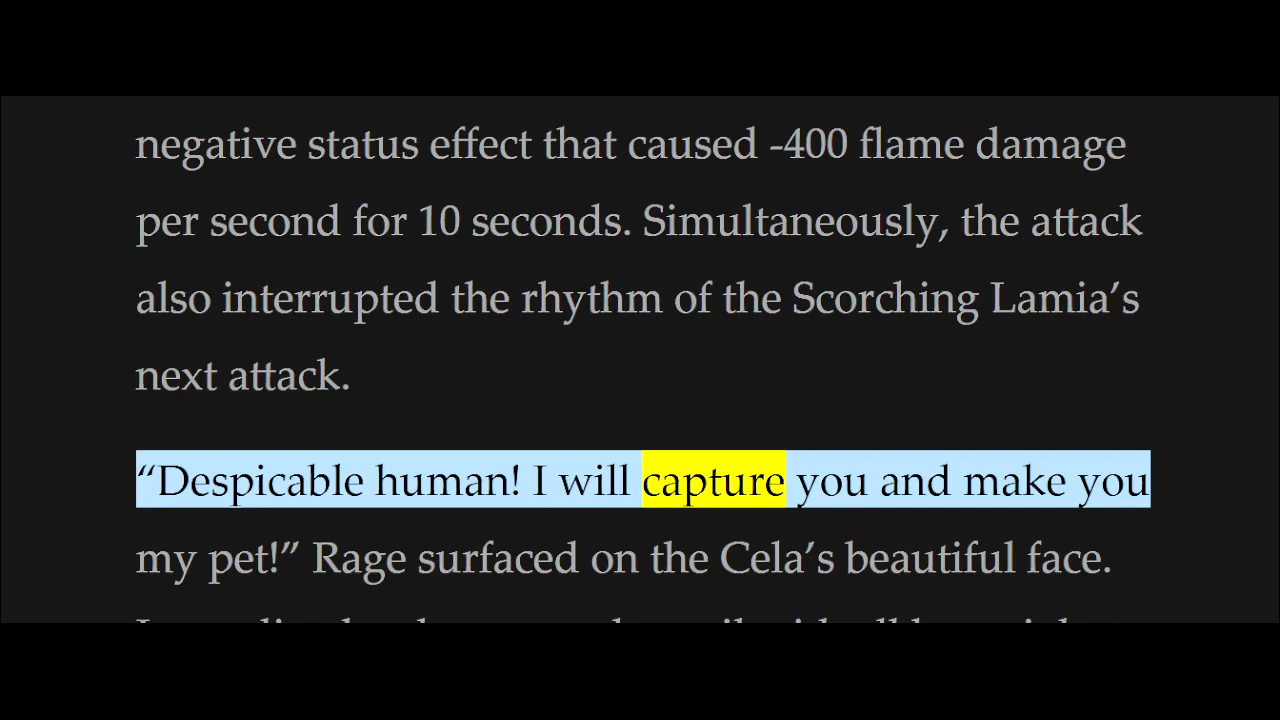 negative status effect that caused -400 flame damage
per second for 10 seconds. Simultaneously, the attack
also interrupted the rhythm of the Scorching Lamia’s
next attack.
“Despicable human! I will capture you and make you
my pet!” Rage surfaced on the Cela’s beautiful face.